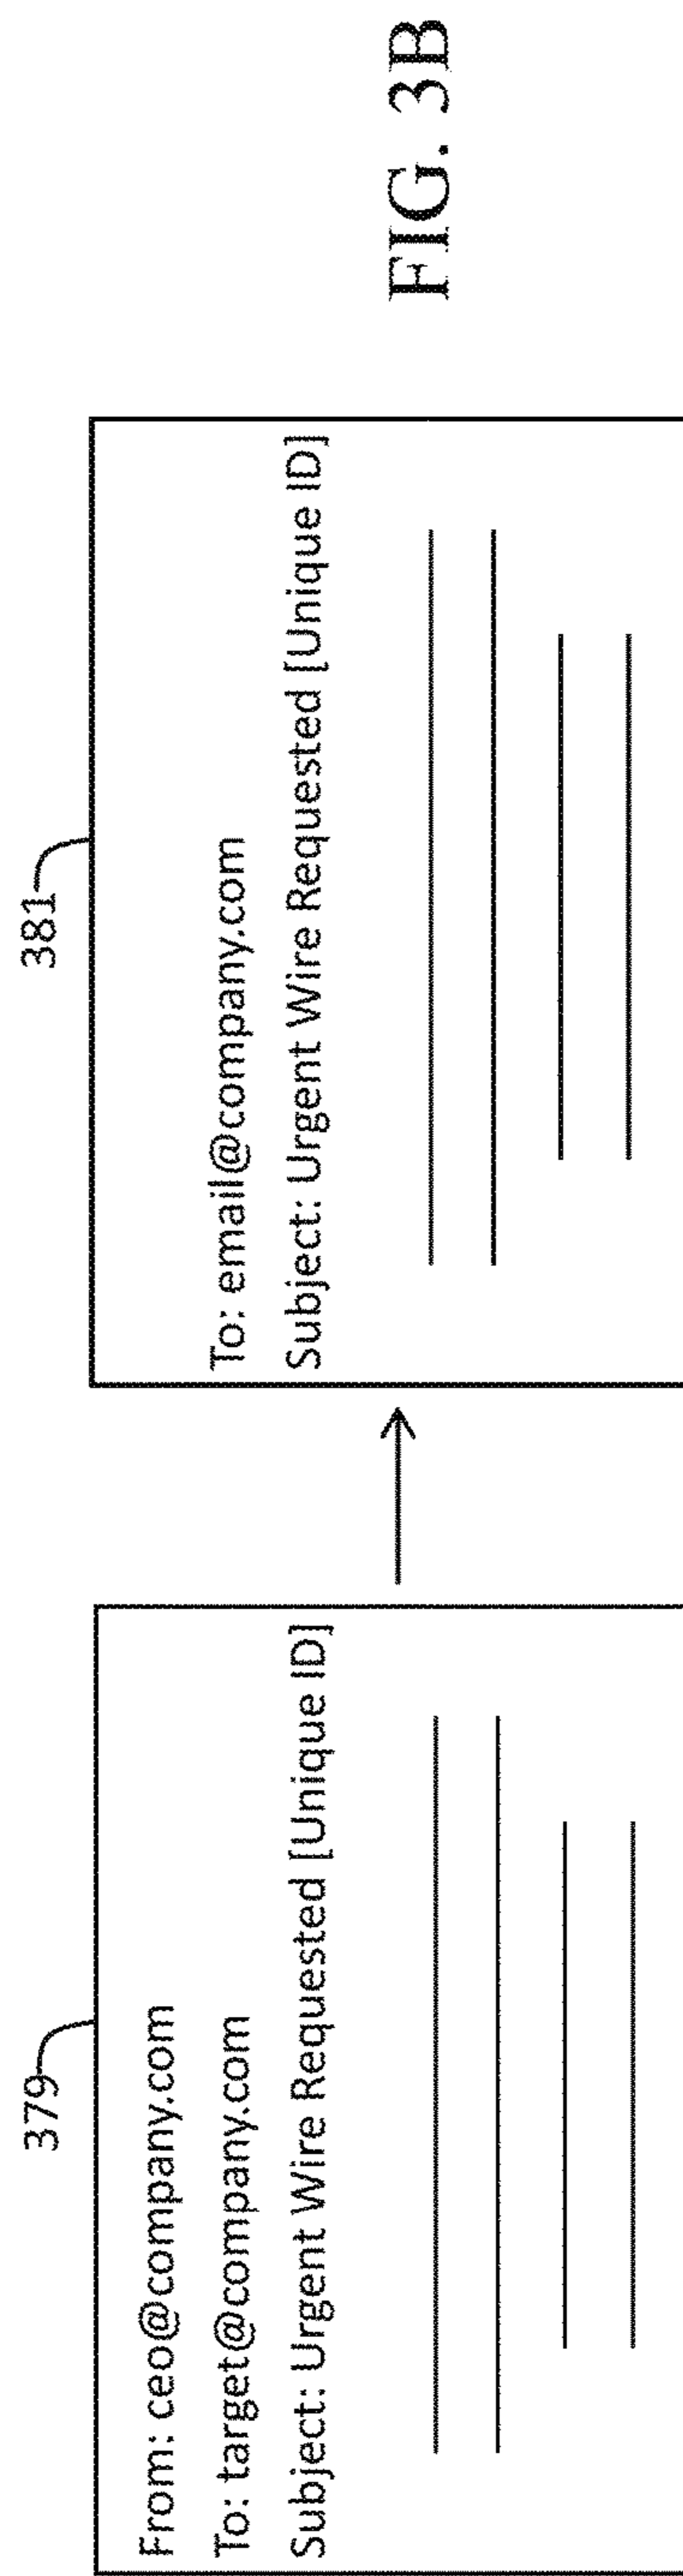 379
From: ceo@company.com
To: target@company.com
Subject: Urgent Wire Requested [Unique ID]
381
To: email@company.com
Subject: Urgent Wire Requested [Unique ID]
FIG. 3B